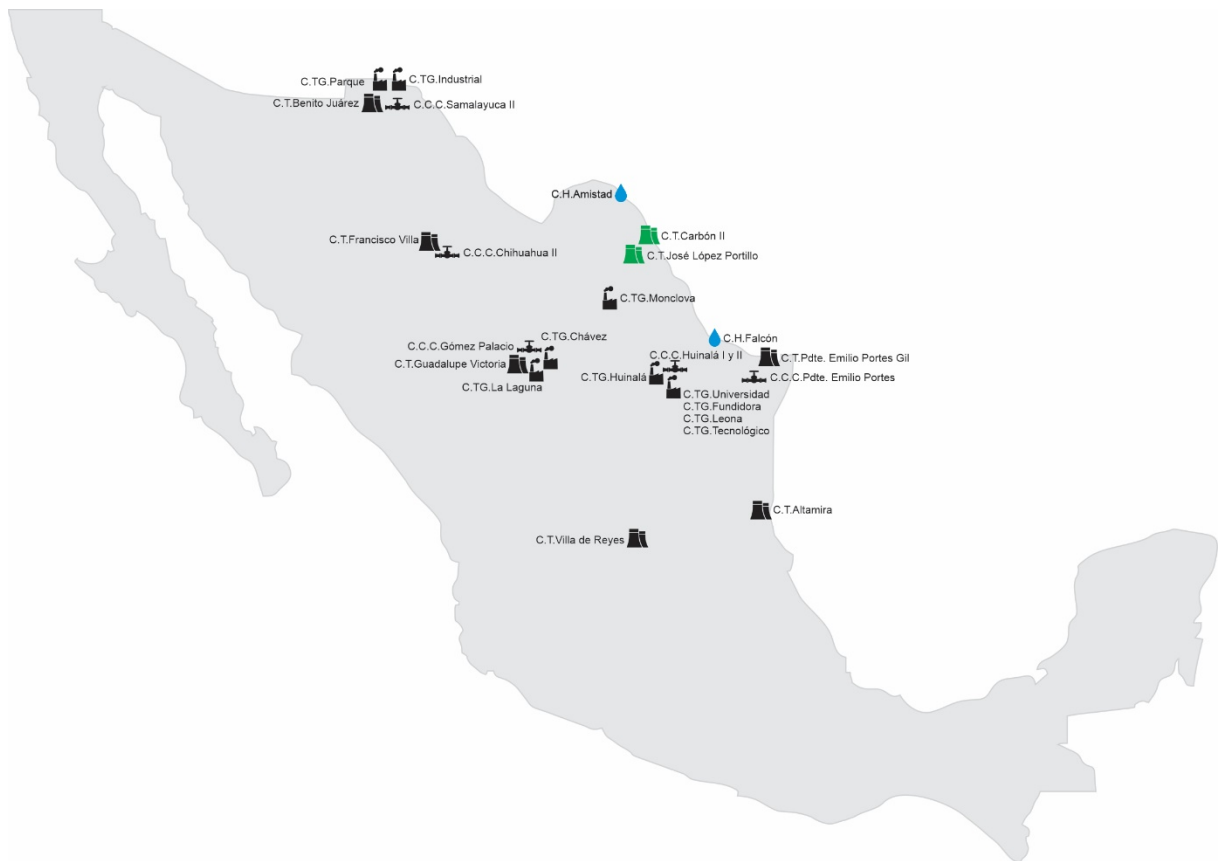 C.TG.Parque
C.TG.Industrial
C.T.Benito Juárez
C.C.C.Samalayuca II
C.H.Amistad
C.T.Carbón II
C.T.José López Portillo
C.T.Francisco Villa
C.C.C.Chihuahua II
C.TG.Monclova
C.H.Falcón
C.TG.Chávez
C.C.C.Gómez Palacio
C.T.Guadalupe Victoria
C.TG.La Laguna
C.C.C.Huinalá I y II
C.TG.Huinalá
C.T.Pdte. Emilio Portes Gil
C.C.C.Pdte. Emilio Portes
C.TG.Universidad
C.TG.Fundidora
C.TG.Leona
C.TG.Tecnológico
C.T.Altamira
C.T.Villa de Reyes